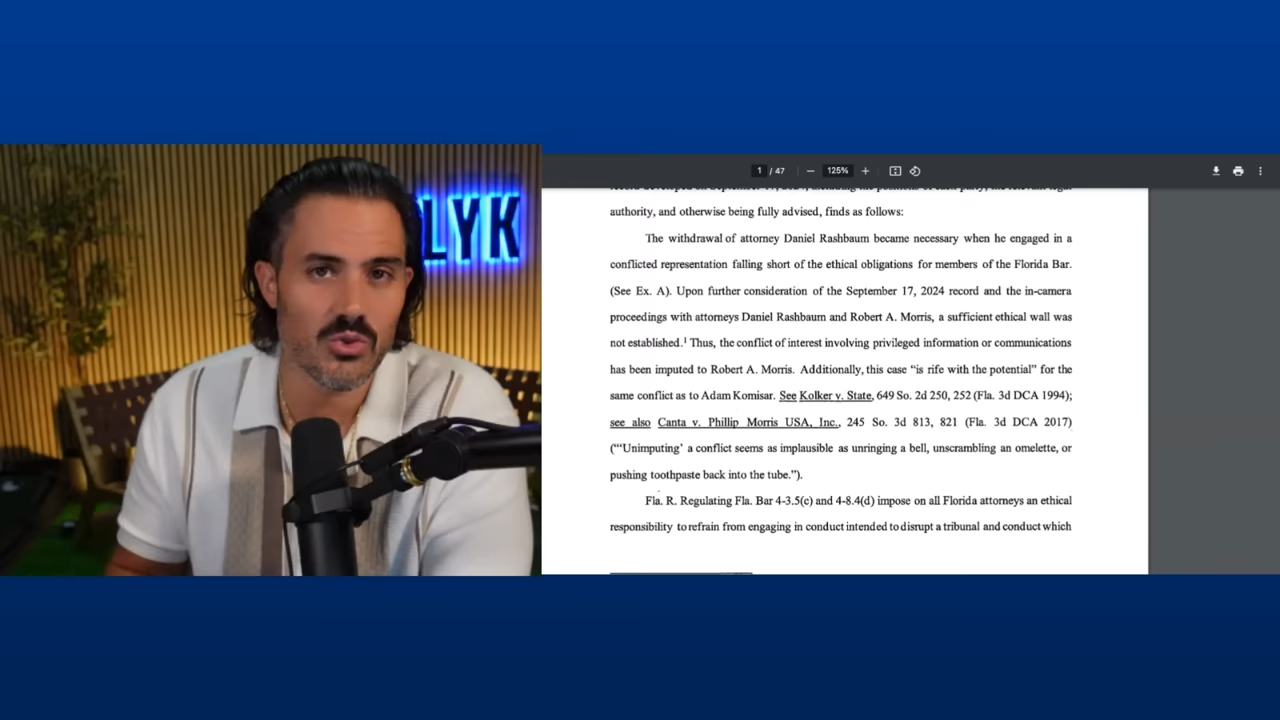 LYK
1 / 47 — 125% +
authority, and otherwise being fully advised, finds as follows:
The withdrawal of attorney Daniel Rashbaum became necessary when he engaged in a
conflicted representation falling short of the ethical obligations for members of the Florida Bar.
(See Ex. A). Upon further consideration of the September 17, 2024 record and the in-camera
proceedings with attorneys Daniel Rashbaum and Robert A. Morris, a sufficient ethical wall was
not established.¹ Thus, the conflict of interest involving privileged information or communications
has been imputed to Robert A. Morris. Additionally, this case “is rife with the potential” for the
same conflict as to Adam Komisar. See Kolker v. State, 649 So. 2d 250, 252 (Fla. 3d DCA 1994);
see also Canta v. Phillip Morris USA, Inc., 245 So. 3d 813, 821 (Fla. 3d DCA 2017)
(“‘Unimputing’ a conflict seems as implausible as unringing a bell, unscrambling an omelette, or
pushing toothpaste back into the tube.”).
Fla. R. Regulating Fla. Bar 4-3.5(c) and 4-8.4(d) impose on all Florida attorneys an ethical
responsibility to refrain from engaging in conduct intended to disrupt a tribunal and conduct which